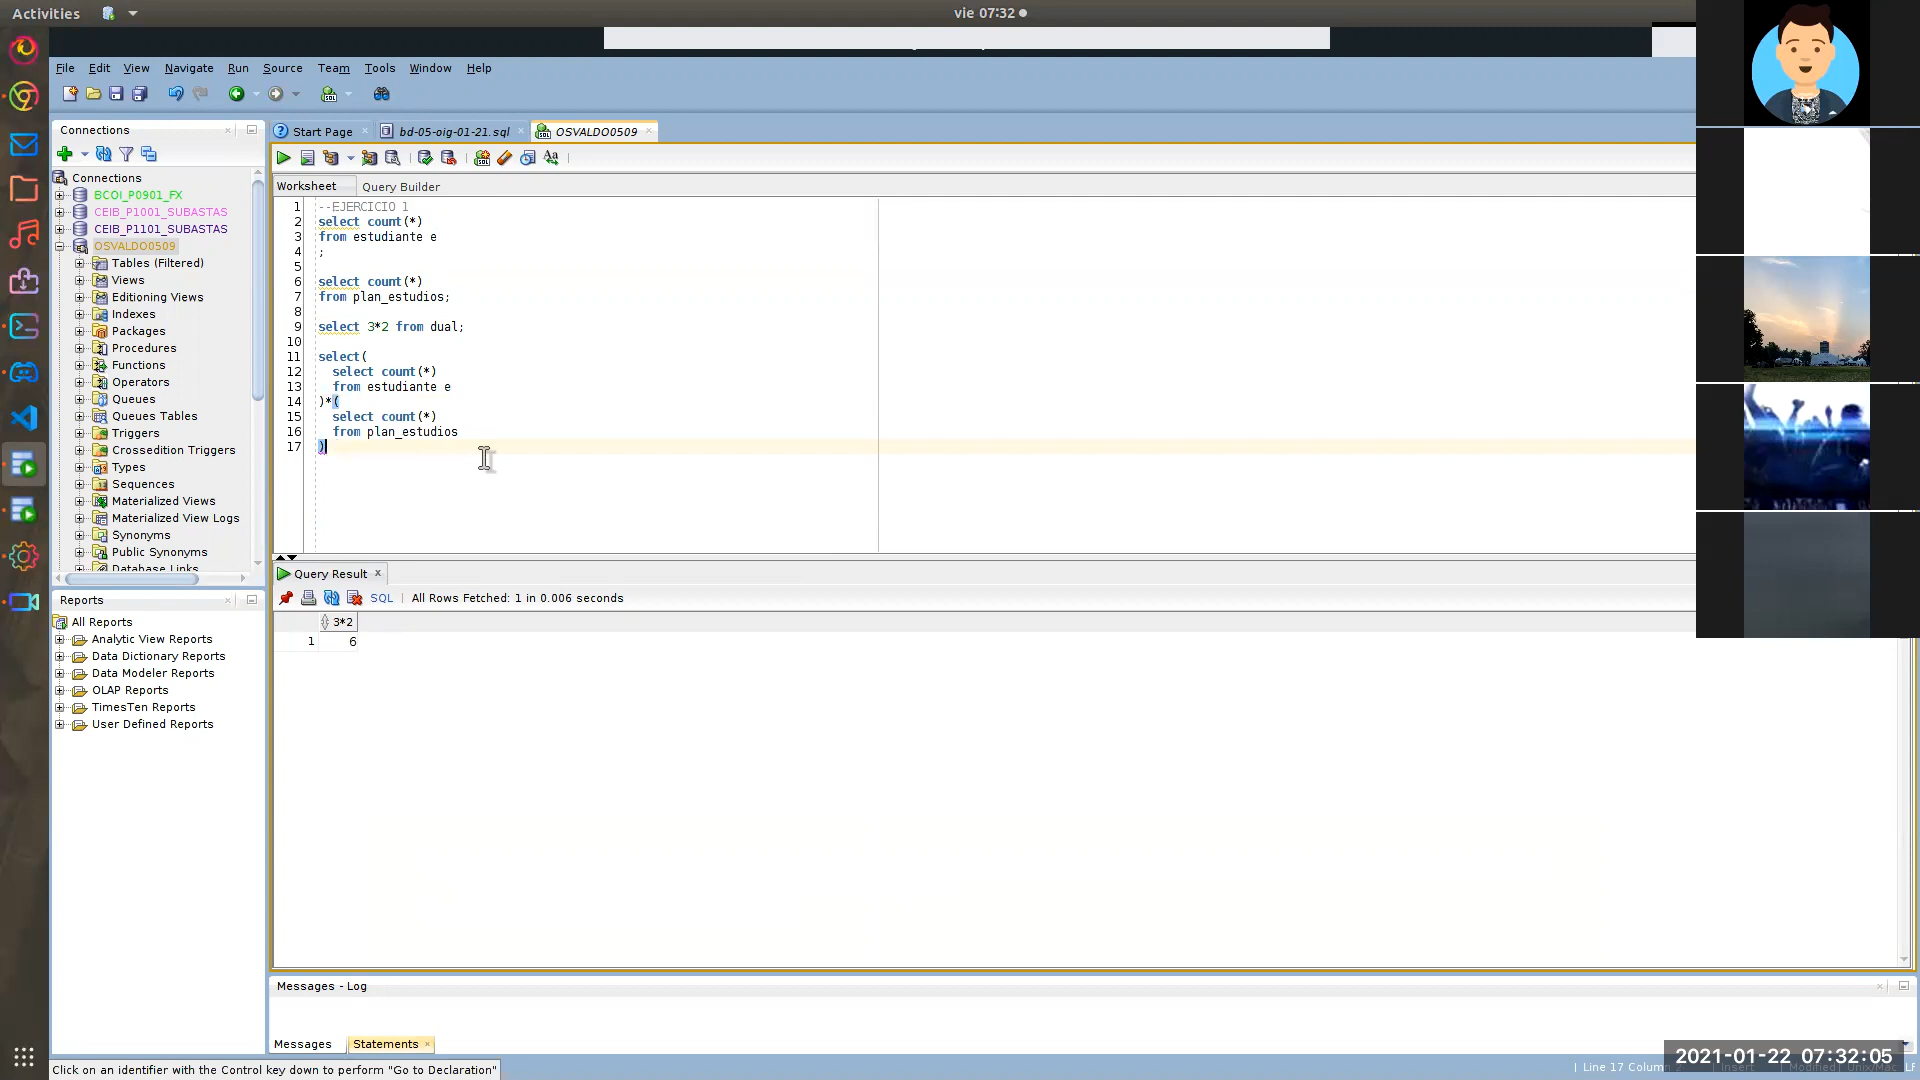 Activities
vie 07:32
File Edit View Navigate Run Source Team Tools Window Help
Connections
Start Page
bd-05-oig-01-21.sql
OSVALDO0509
Connections
BCOI_P0901_FX
CEIB_P1001_SUBASTAS
CEIB_P1101_SUBASTAS
OSVALDO0509
Tables (Filtered)
Views
Editioning Views
Indexes
Packages
Procedures
Functions
Operators
Queues
Queues Tables
Triggers
Crossedition Triggers
Types
Sequences
Materialized Views
Materialized View Logs
Synonyms
Public Synonyms
Database Links
Worksheet Query Builder
1 --EJERCICIO 1
2 select count(*)
3 from estudiante e
4 ;
5
6 select count(*)
7 from plan_estudios;
8
9 select 3*2 from dual;
10
11 select(
12 select count(*)
13 from estudiante e
14 )*(
15 select count(*)
16 from plan_estudios
17 )
Query Result
SQL | All Rows Fetched: 1 in 0.006 seconds
3*2
1 6
Reports
All Reports
Analytic View Reports
Data Dictionary Reports
Data Modeler Reports
OLAP Reports
TimesTen Reports
User Defined Reports
Messages - Log
Messages Statements
Click on an identifier with the Control key down to perform "Go to Declaration"
| Line 17 Column
2021-01-22 07:32:05